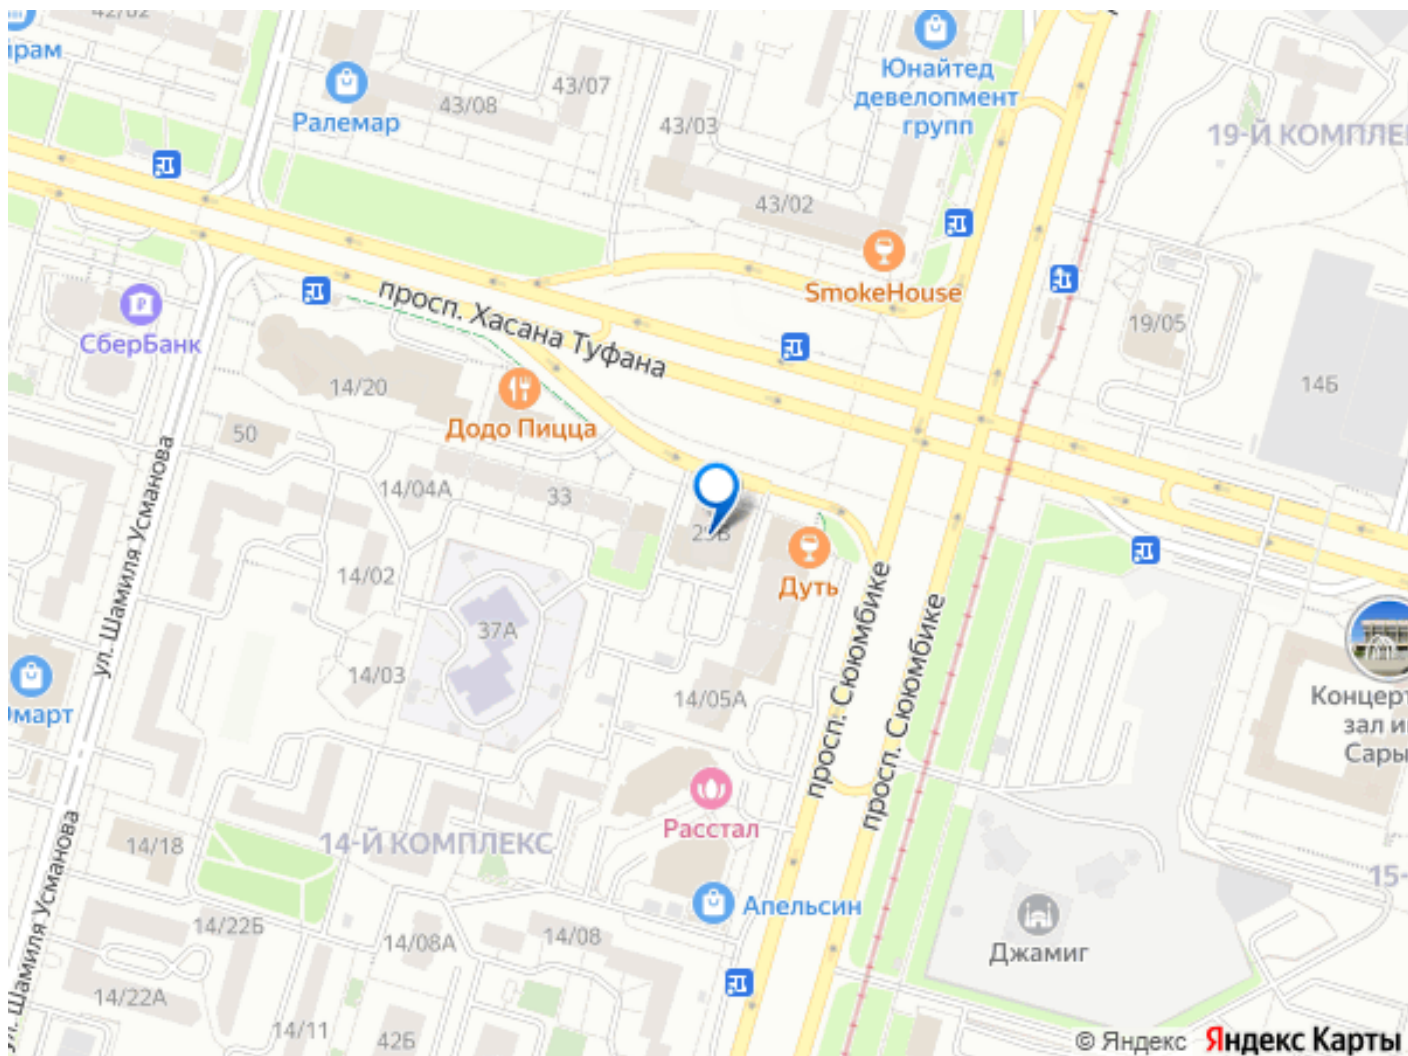 42/02
йрам
Ралемар
43/08
43/07
43/03
Юнайтед
девелопмент
групп
19-Й КОМПЛЕК
43/02
SmokeHouse
просп. Хасана Туфана
СберБанк
19/05
14Б
14/20
Додо Пицца
50
14/04А
33
ул. Шамиля Усманова
14/02
Дуть
37А
14/03
14/05А
просп. Сююмбике
просп. Сююмбике
Концерт
зал и
Сары
Эмарт
Расстал
14-Й КОМПЛЕКС
14/18
15-
Апельсин
14/22Б
14/08А
14/08
Джамиг
ул. Шамиля Усманова
14/22А
14/11
42Б
© Яндекс Яндекс Карты